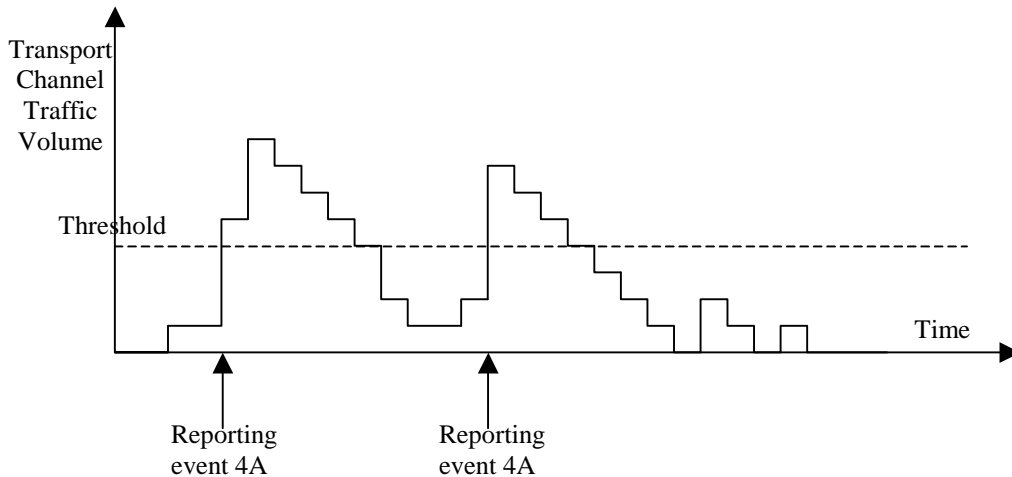 Transport
Channel
Traffic
Volume
Threshold
Time
Reporting
event 4A
Reporting
event 4A